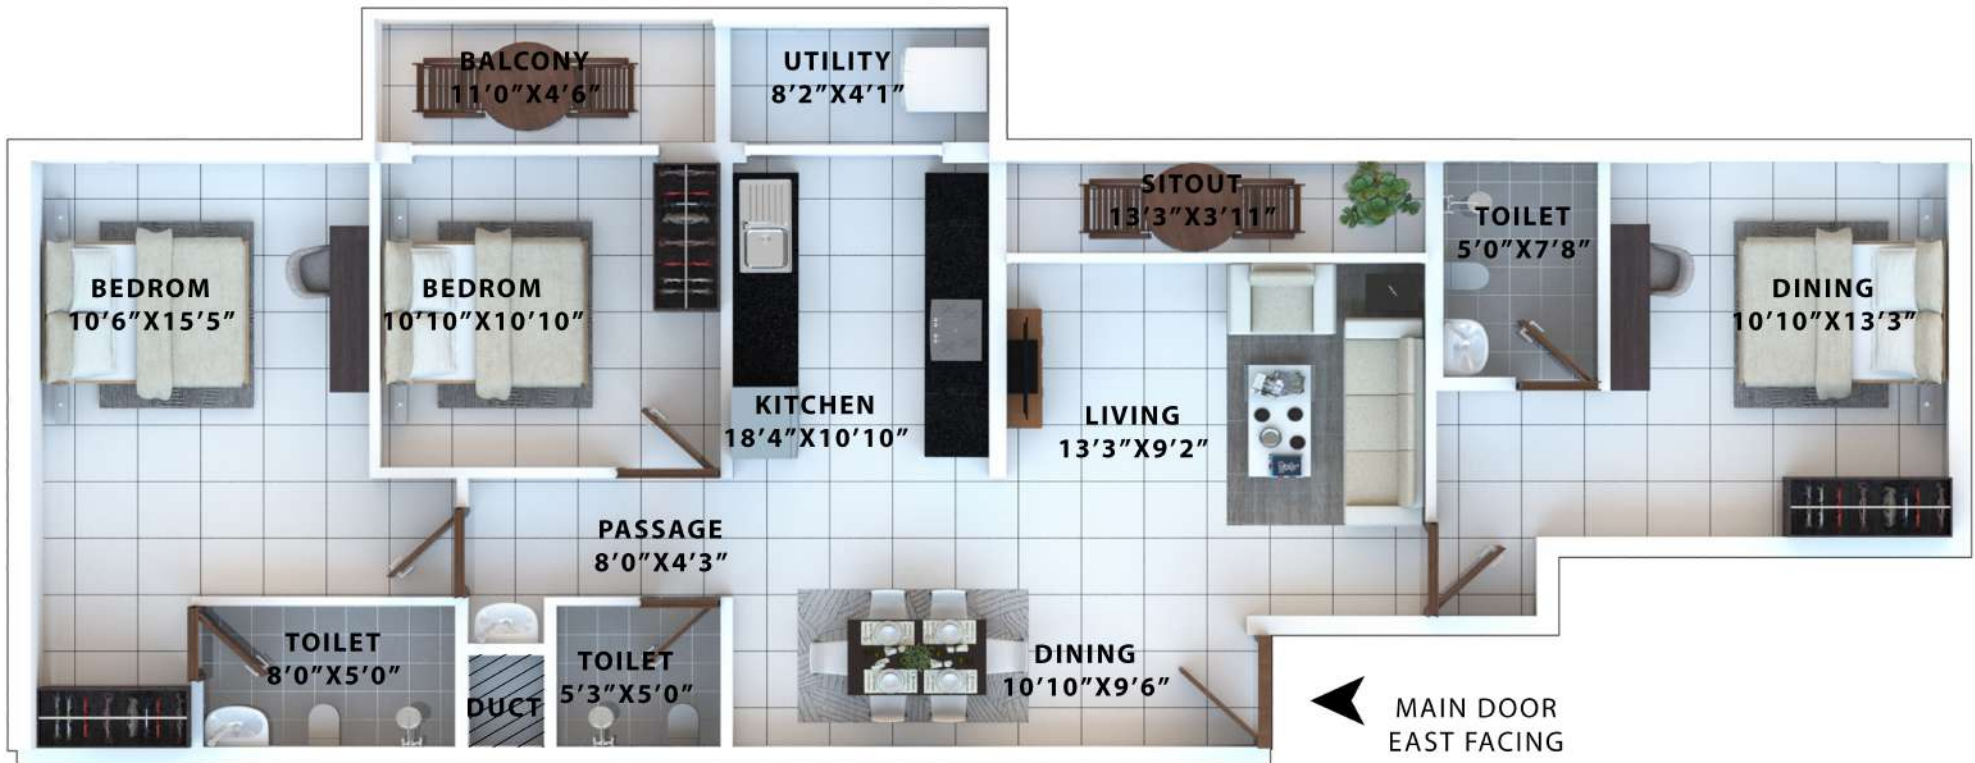 BALCONY
11'0"X4'6"
UTILITY
8'2"X4'1"
SITOUT
13'3"X3'11"
TOILET
5'0"X7'8"
BEDROM
10'6"X15'5"
BEDROM
10'10"X10'10"
DINING
10'10"X13'3"
KITCHEN
18'4"X10'10"
LIVING
13'3"X9'2"
PASSAGE
8'0"X4'3"
TOILET
8'0"X5'0"
DUCT
TOILET
5'3"X5'0"
DINING
10'10"X9'6"
MAIN DOOR
EAST FACING